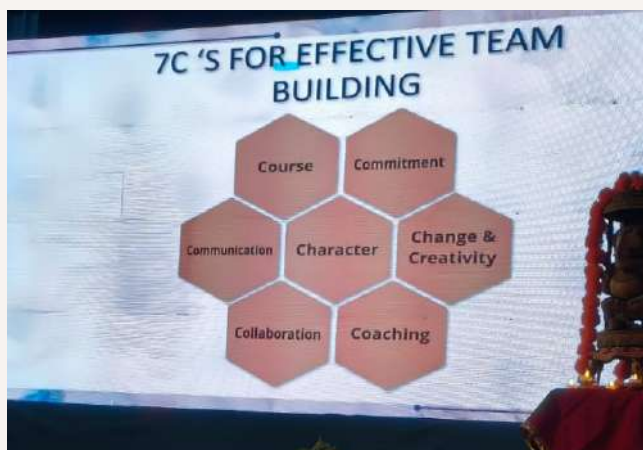 7C 'S FOR EFFECTIVE TEAM
BUILDING
Course
Commitment
Communication
Character
Change &
Creativity
Collaboration
Coaching